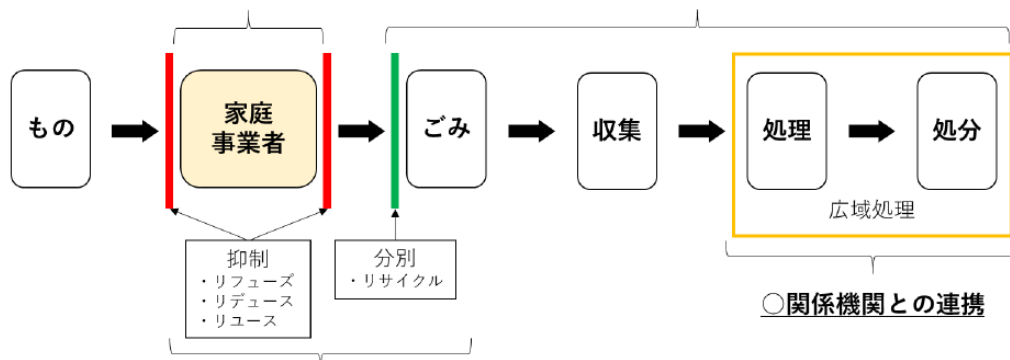 もの
家庭
事業者
ごみ
収集
処理
処分
広域処理
抑制
・リフューズ
・リデュース
・リユース
分別
・リサイクル
○関係機関との連携